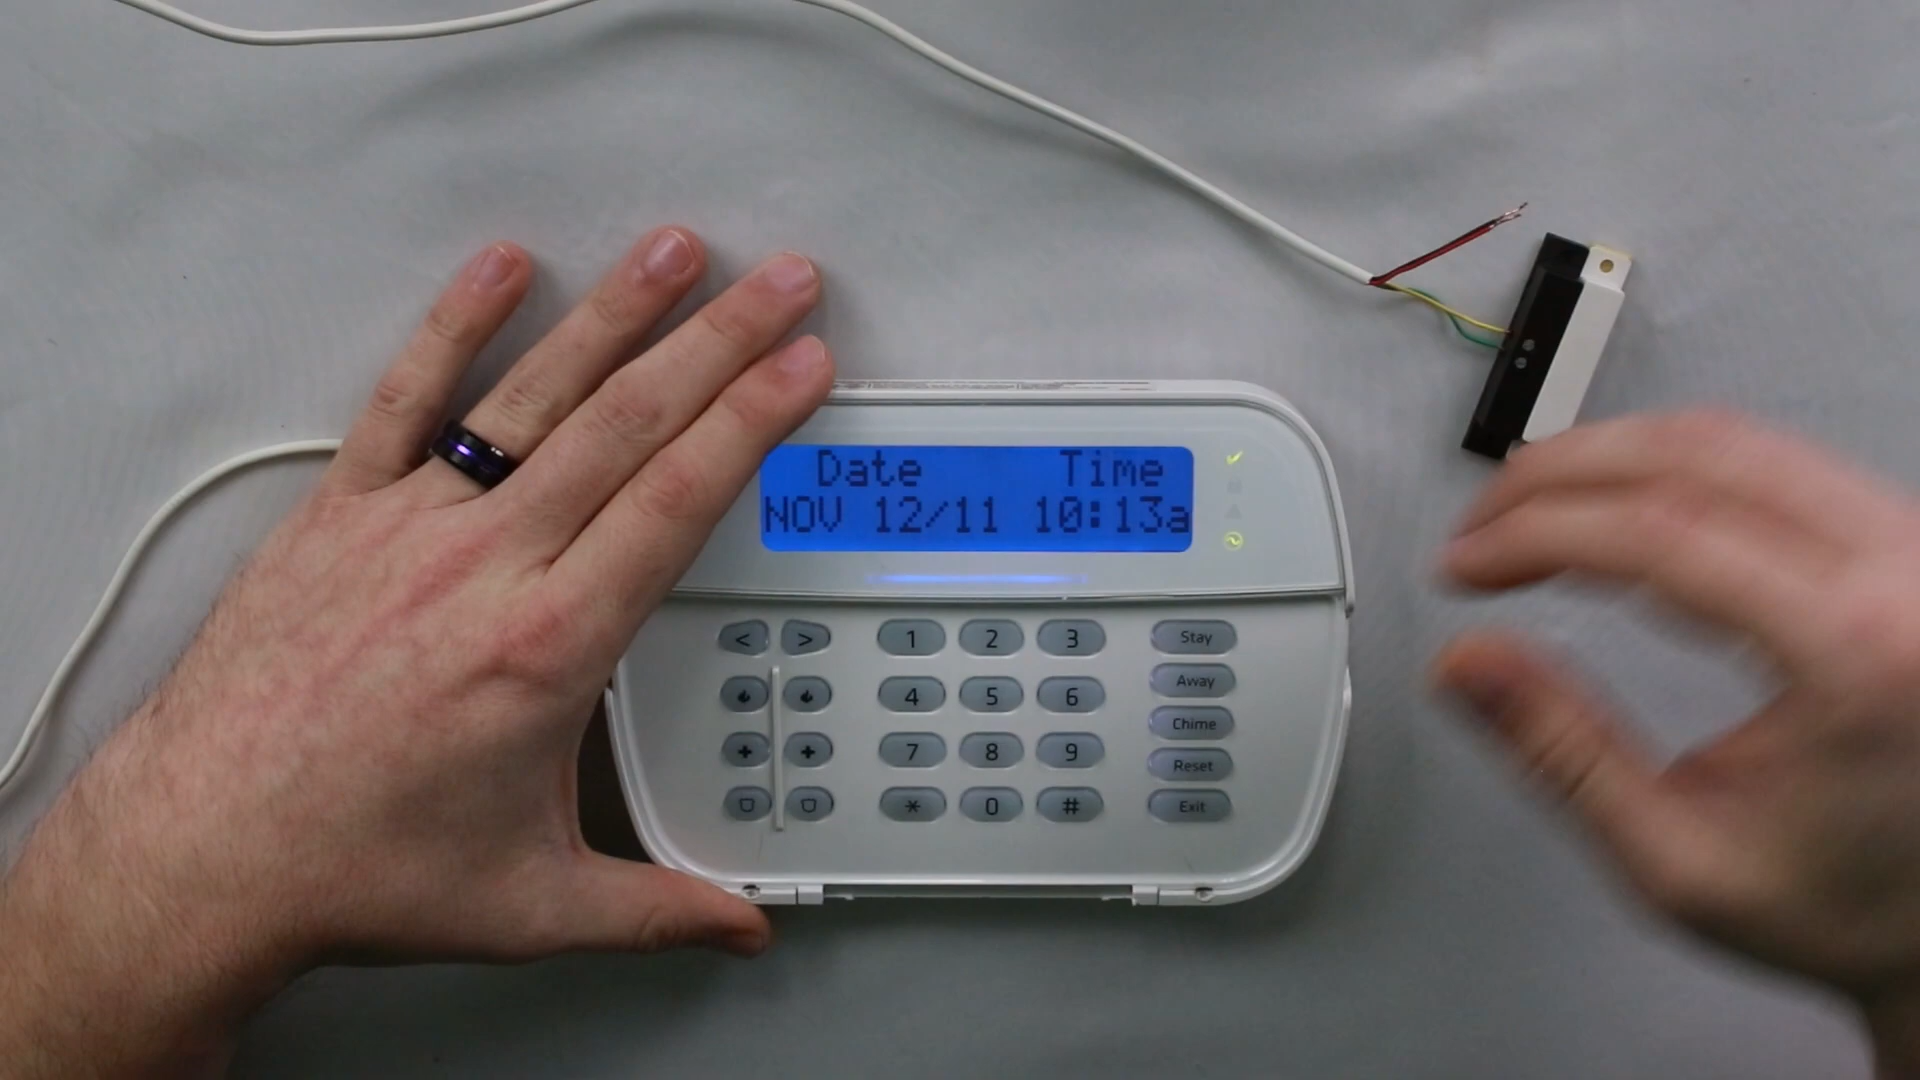 Date Time
NOV 12/11 10:13a
< > 1 2 3 Stay
4 5 6 Away
Chime
+ + 7 8 9 Reset
* 0 # Exit